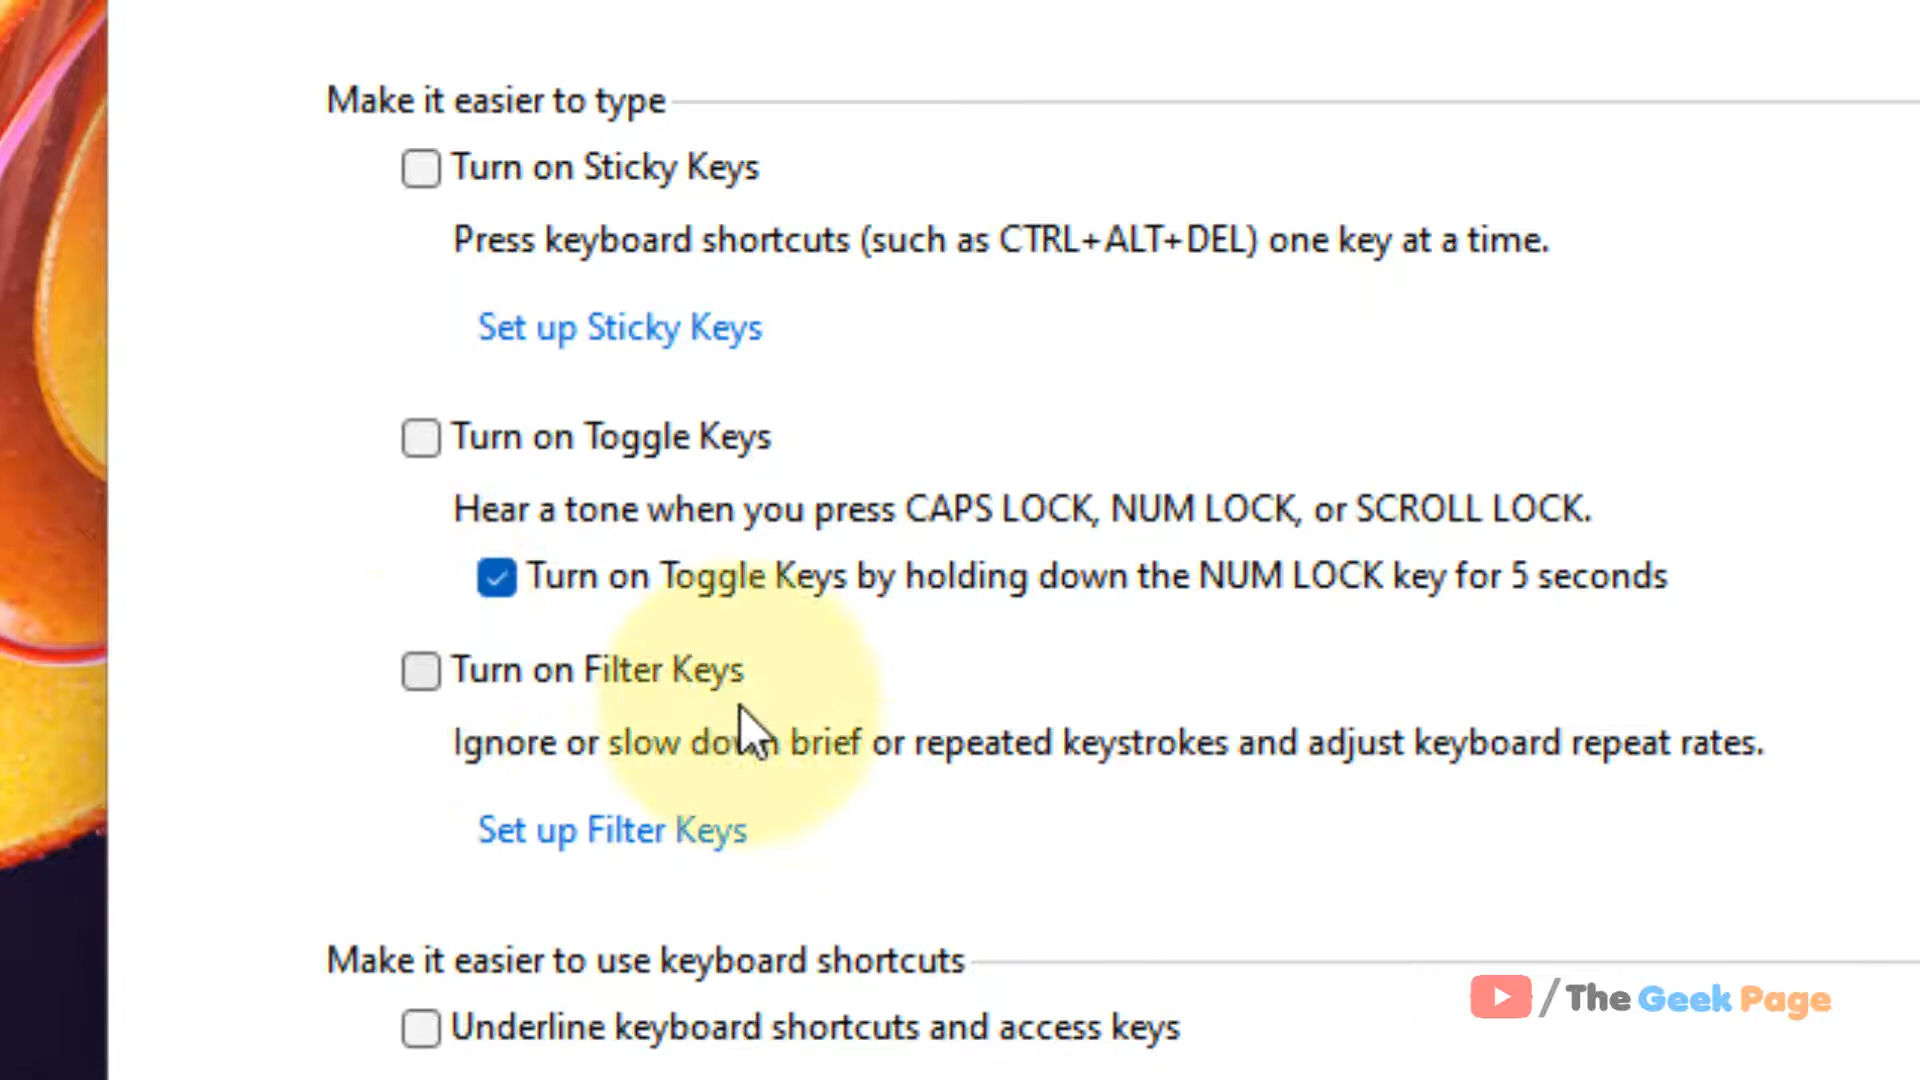 Make it easier to type
Turn on Sticky Keys
Press keyboard shortcuts (such as CTRL+ALT+DEL) one key at a time.
Set up Sticky Keys
Turn on Toggle Keys
Hear a tone when you press CAPS LOCK, NUM LOCK, or SCROLL LOCK.
Turn on Toggle Keys by holding down the NUM LOCK key for 5 seconds
Turn on Filter Keys
Ignore or slow down brief or repeated keystrokes and adjust keyboard repeat rates.
Set up Filter Keys
Make it easier to use keyboard shortcuts
/The Geek Page
Underline keyboard shortcuts and access keys